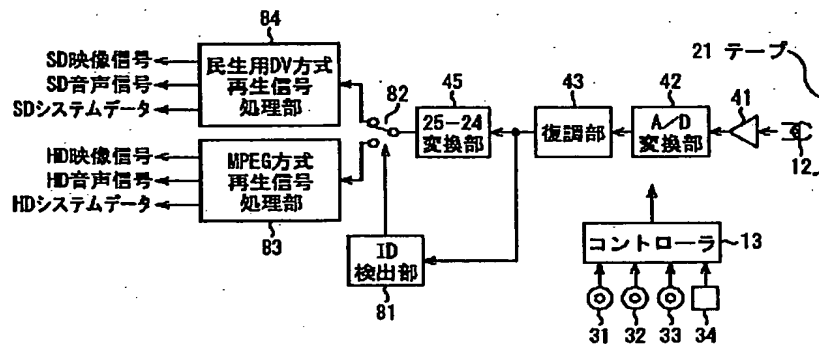 84
SD映像信号
SD音声信号
SDシステムデータ
民生用DV方式
再生信号
処理部
82
45
25-24
変換部
43
復調部
42
A/D
変換部
41
21 テープ
12
HD映像信号
HD音声信号
HDシステムデータ
MPEG方式
再生信号
処理部
83
ID
検出部
81
コントローラ
13
31
32
33
34